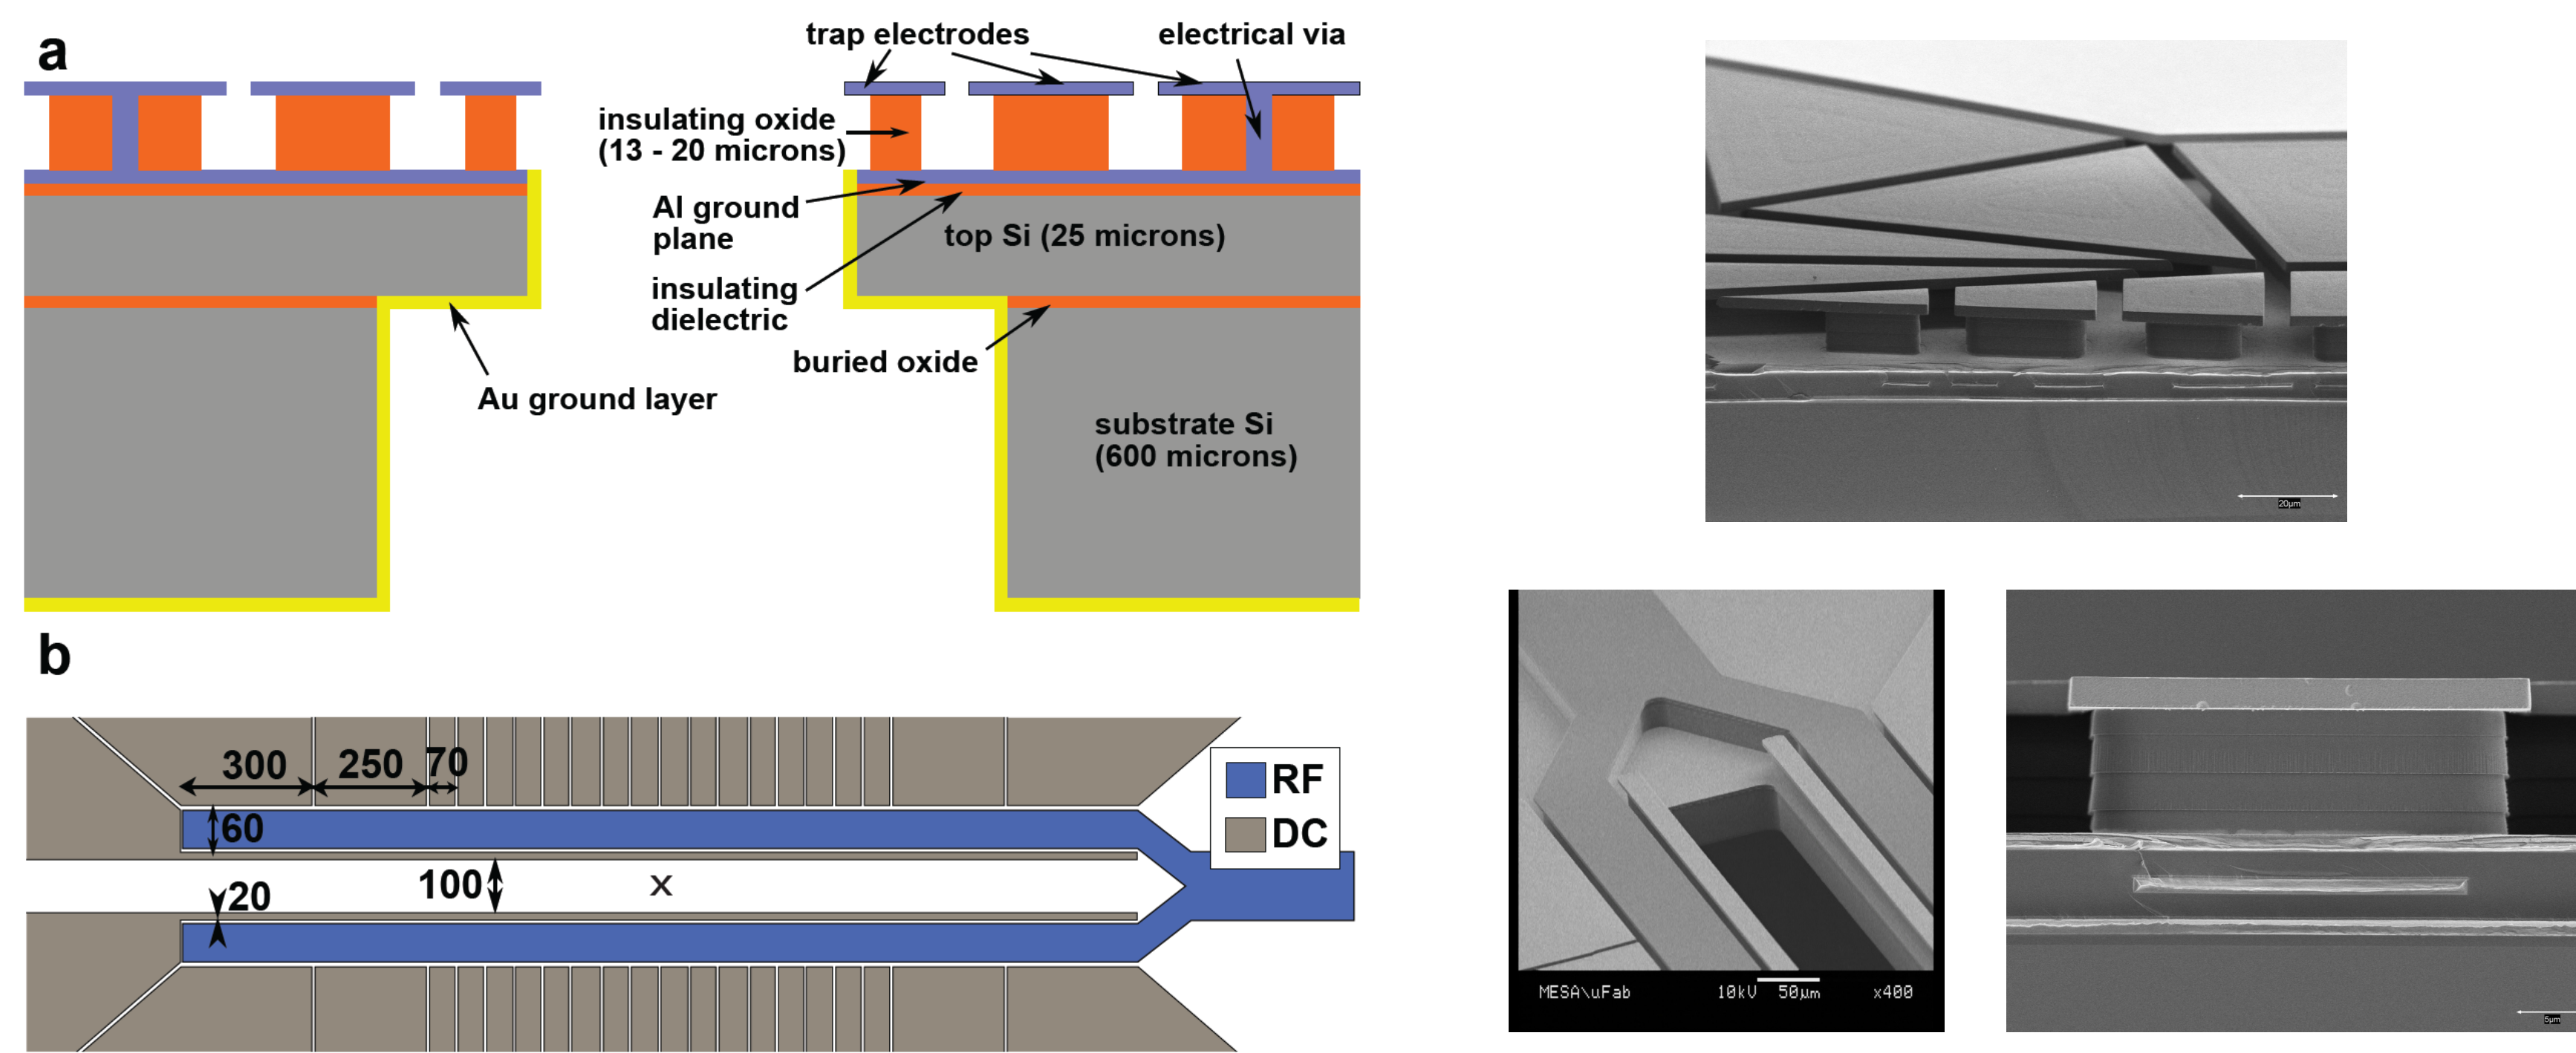 a
trap electrodes
electrical via
insulating oxide
(13 - 20 microns)
Al ground
plane
top Si (25 microns)
insulating
dielectric
buried oxide
Au ground layer
substrate Si
(600 microns)
20µm
b
300
250
70
60
100
x
20
RF
DC
MESA\uFab
10kV
50µm
x400
5µm